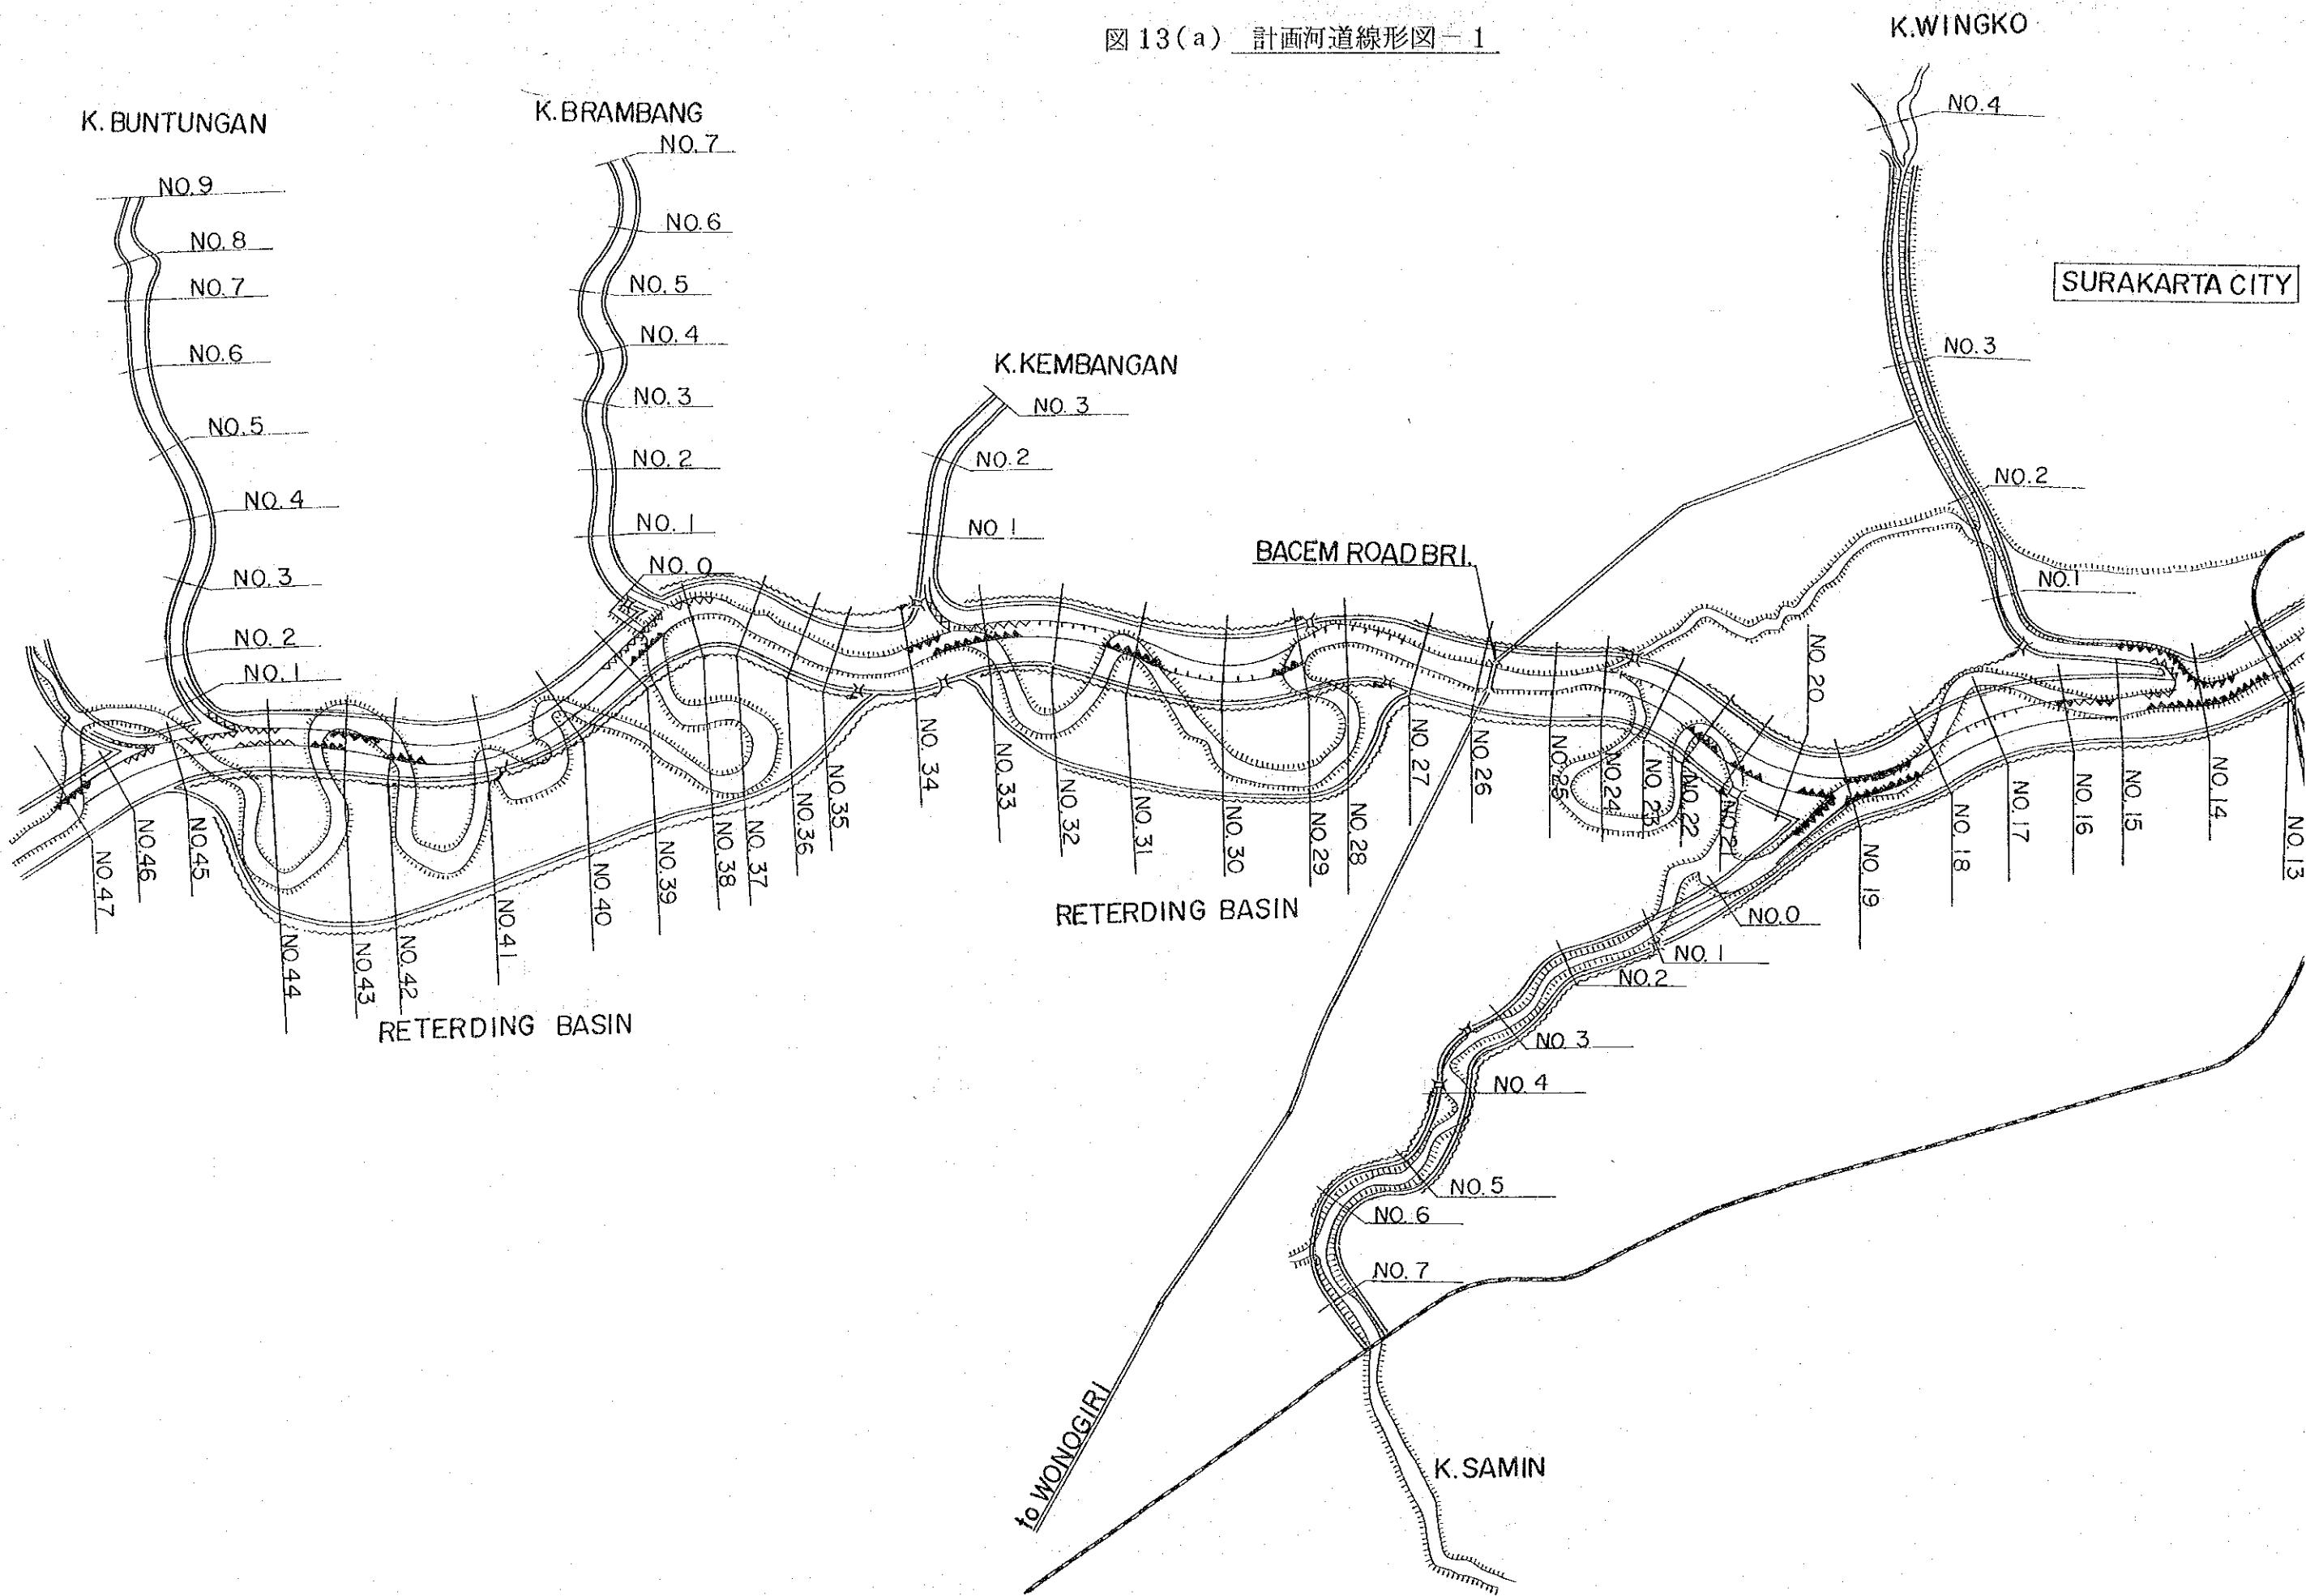 図13(a) 計画河道線形図－1
K.WINGKO
NO.4
SURAKARTA CITY
NO.3
NO.2
NO.1
K.BUNTUNGAN
NO.9
NO.8
NO.7
NO.6
NO.5
NO.4
NO.3
NO.2
NO.1
K.BRAMBANG
NO.7
NO.6
NO.5
NO.4
NO.3
NO.2
NO.1
NO.0
K.KEMBANGAN
NO.3
NO.2
NO 1
BACEM ROAD BRI.
NO.47
NO.46
NO.45
NO.44
NO.43
NO.42
NO.41
NO.40
NO.39
NO.38
NO.37
NO.36
NO.35
NO.34
NO.33
NO.32
NO.31
NO.30
NO.29
NO.28
NO.27
NO.26
NO.25
NO.24
NO.23
NO.22
NO.21
NO.20
NO.19
NO.18
NO.17
NO.16
NO.15
NO.14
NO.13
RETERDING BASIN
RETERDING BASIN
NO.0
NO.1
NO.2
NO.3
NO.4
NO.5
NO.6
NO.7
K.SAMIN
to WONOGIRI